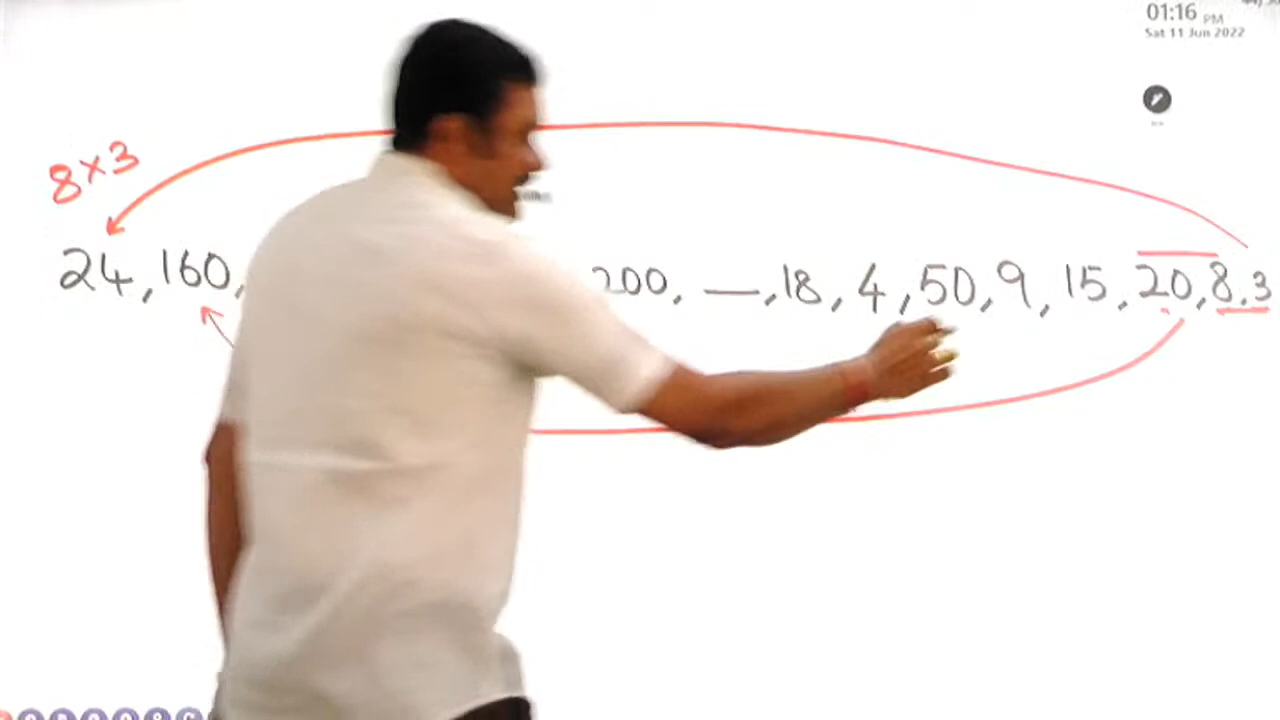 01:16 PM
Sat 11 Jun 2022
8×3
24, 160, 200, __, 18, 4, 50, 9, 15, 20, 8, 3